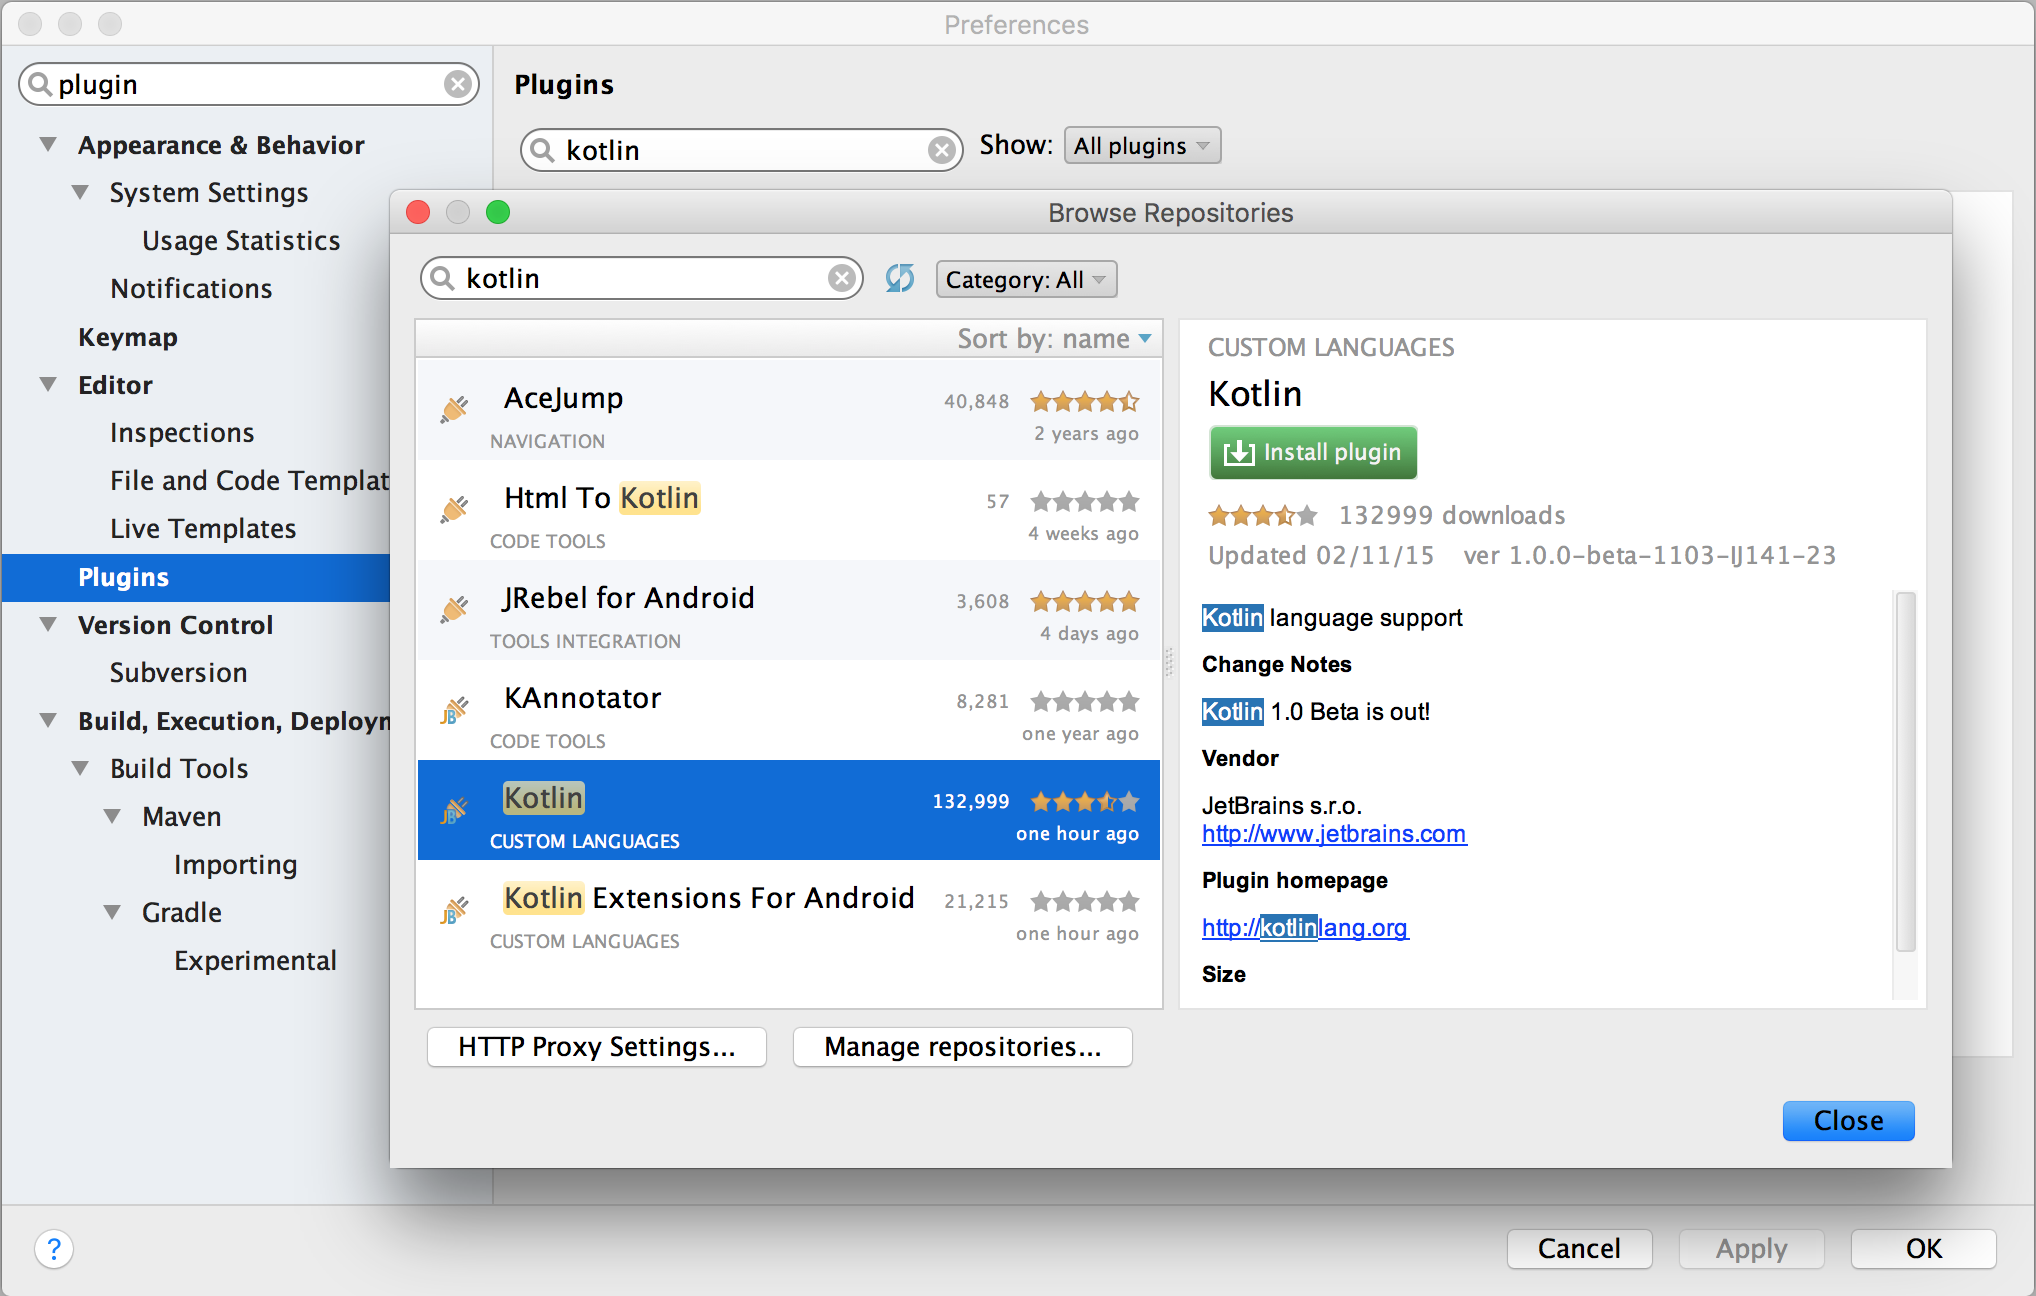 Preferences
plugin
Appearance & Behavior
System Settings
Usage Statistics
Notifications
Keymap
Editor
Inspections
File and Code Templat
Live Templates
Plugins
Version Control
Subversion
Build, Execution, Deployn
Build Tools
Maven
Importing
Gradle
Experimental
Plugins
kotlin
Show: All plugins
Browse Repositories
kotlin
Category: All
Sort by: name
AceJump 40,848
NAVIGATION 2 years ago
Html To Kotlin 57
CODE TOOLS 4 weeks ago
JRebel for Android 3,608
TOOLS INTEGRATION 4 days ago
KAnnotator 8,281
CODE TOOLS one year ago
Kotlin 132,999
CUSTOM LANGUAGES one hour ago
Kotlin Extensions For Android 21,215
CUSTOM LANGUAGES one hour ago
CUSTOM LANGUAGES
Kotlin
Install plugin
132999 downloads
Updated 02/11/15 ver 1.0.0-beta-1103-IJ141-23
Kotlin language support
Change Notes
Kotlin 1.0 Beta is out!
Vendor
JetBrains s.r.o.
http://www.jetbrains.com
Plugin homepage
http://kotlinlang.org
Size
HTTP Proxy Settings...
Manage repositories...
Close
?
Cancel
Apply
OK